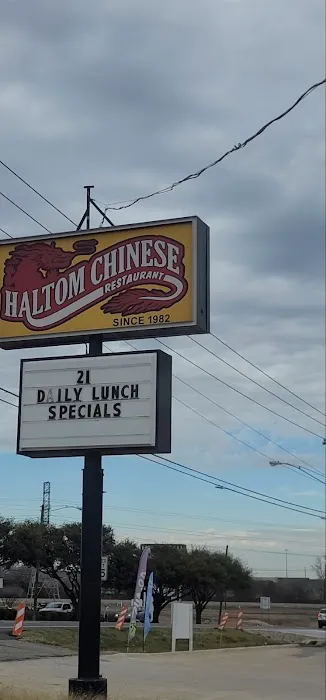 HALTOM CHINESE
RESTAURANT
SINCE 1982
21
DAILY LUNCH
SPECIALS